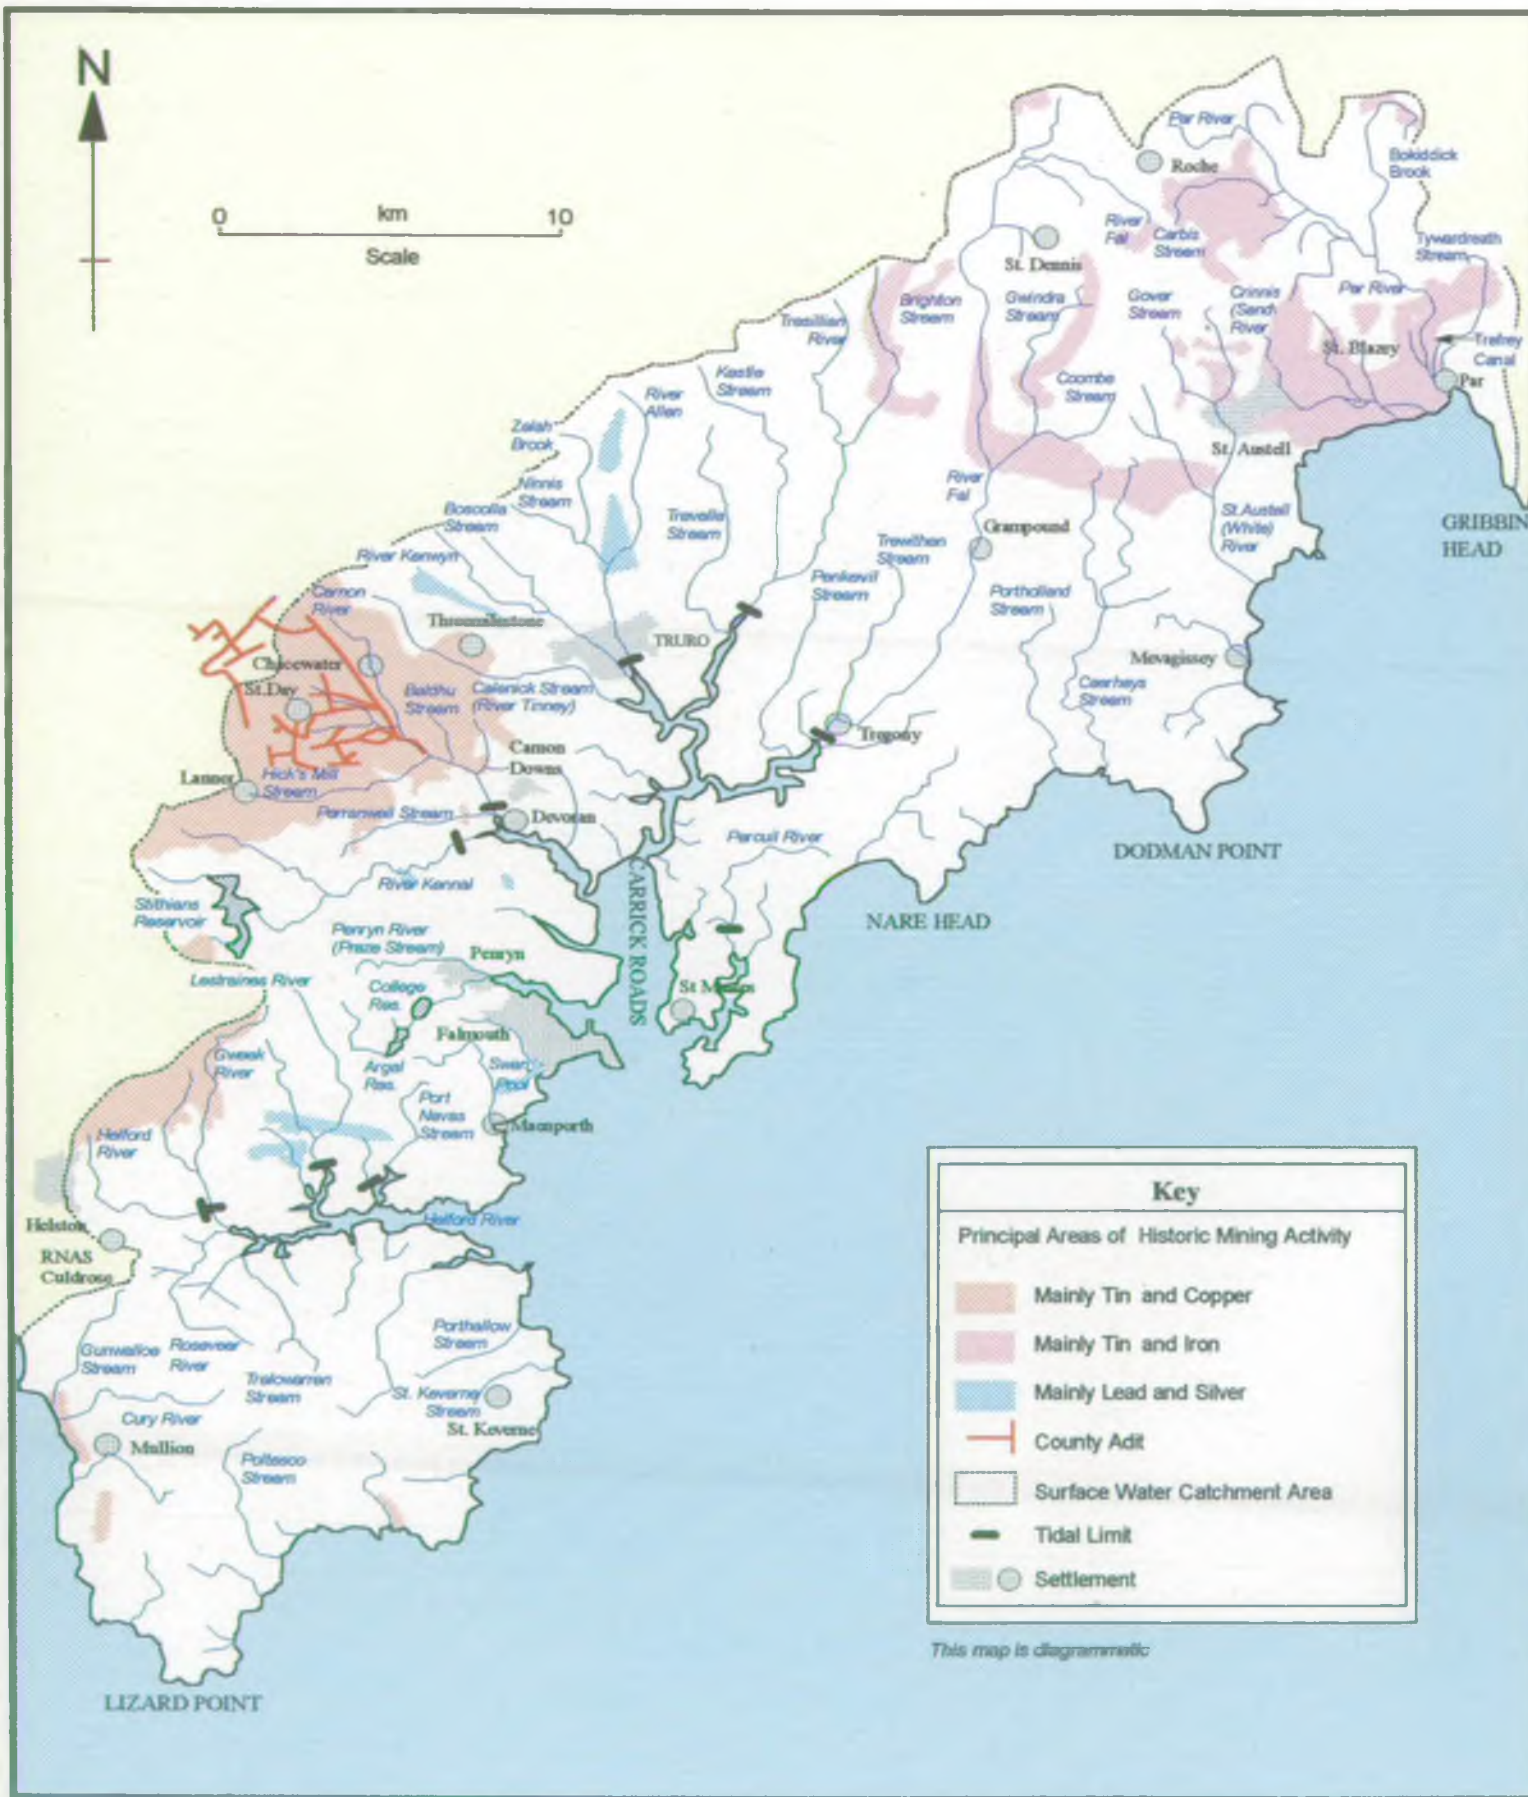 N
0 km 10
Scale
Par River
Roche
Bokiddick
Brook
River
Fal
Carbis
Stream
Tywardreath
Stream
St. Dennis
Brighton
Stream
Gwindra
Stream
Gover
Stream
Crinnis
(Sand)
River
Par River
Tresillian
River
St. Blazey
Trefrey
Canal
Par
Kestle
Stream
River
Allen
Coombe
Stream
Zelah
Brook
St. Austell
Ninnis
Stream
River
Fal
Boscolla
Stream
Trevella
Stream
St.Austell
(White)
River
GRIBBIN
HEAD
Grampound
Trewithen
Stream
River Kenwyn
Penkevil
Stream
Portholland
Stream
Carnon
River
Threemilestone
TRURO
Mevagissey
Chacewater
St.Day
Baldhu
Stream
Calenick Stream
(River Tinney)
Caerhays
Stream
Tregony
Carnon
Downs
Lanner
Hick's Mill
Stream
Perranwell Stream
Devoran
Percuil River
DODMAN POINT
River Kennal
CARRICK ROADS
Stithians
Reservoir
NARE HEAD
Penryn River
(Praze Stream)
Penryn
Lestraines River
College
Res.
St Mawes
Falmouth
Gweek
River
Argal
Res.
Swan
Pool
Port
Navas
Stream
Maenporth
Helford
River
Helston
Helford River
RNAS
Culdrose
Porthallow
Stream
Gunwalloe
Stream
Roseveer
River
Trelowarren
Stream
St. Keverne
Stream
Cury River
St. Keverne
Mullion
Poltesco
Stream
LIZARD POINT
Key
Principal Areas of Historic Mining Activity
Mainly Tin and Copper
Mainly Tin and Iron
Mainly Lead and Silver
County Adit
Surface Water Catchment Area
Tidal Limit
Settlement
This map is diagrammatic